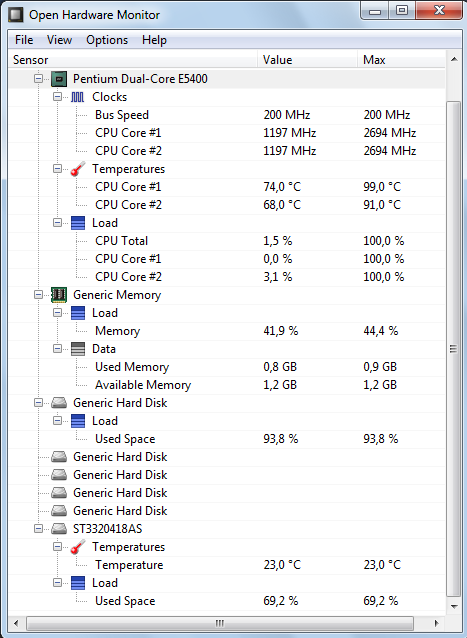 Open Hardware Monitor
File View Options Help
Sensor Value Max
Pentium Dual-Core E5400
Clocks
Bus Speed 200 MHz 200 MHz
CPU Core #1 1197 MHz 2694 MHz
CPU Core #2 1197 MHz 2694 MHz
Temperatures
CPU Core #1 74,0 °C 99,0 °C
CPU Core #2 68,0 °C 91,0 °C
Load
CPU Total 1,5 % 100,0 %
CPU Core #1 0,0 % 100,0 %
CPU Core #2 3,1 % 100,0 %
Generic Memory
Load
Memory 41,9 % 44,4 %
Data
Used Memory 0,8 GB 0,9 GB
Available Memory 1,2 GB 1,2 GB
Generic Hard Disk
Load
Used Space 93,8 % 93,8 %
Generic Hard Disk
Generic Hard Disk
Generic Hard Disk
Generic Hard Disk
ST3320418AS
Temperatures
Temperature 23,0 °C 23,0 °C
Load
Used Space 69,2 % 69,2 %